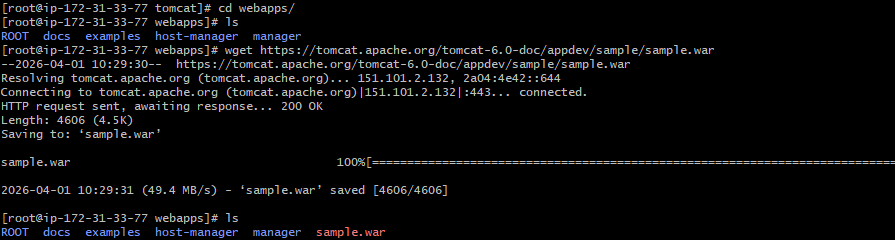 [root@ip-172-31-33-77 tomcat]# cd webapps/
[root@ip-172-31-33-77 webapps]# ls
ROOT  docs  examples  host-manager  manager
[root@ip-172-31-33-77 webapps]# wget https://tomcat.apache.org/tomcat-6.0-doc/appdev/sample/sample.war
--2026-04-01 10:29:30--  https://tomcat.apache.org/tomcat-6.0-doc/appdev/sample/sample.war
Resolving tomcat.apache.org (tomcat.apache.org)... 151.101.2.132, 2a04:4e42::644
Connecting to tomcat.apache.org (tomcat.apache.org)|151.101.2.132|:443... connected.
HTTP request sent, awaiting response... 200 OK
Length: 4606 (4.5K)
Saving to: ‘sample.war’
sample.war                                      100%[===========================================================================
2026-04-01 10:29:31 (49.4 MB/s) - ‘sample.war’ saved [4606/4606]
[root@ip-172-31-33-77 webapps]# ls
ROOT  docs  examples  host-manager  manager  sample.war